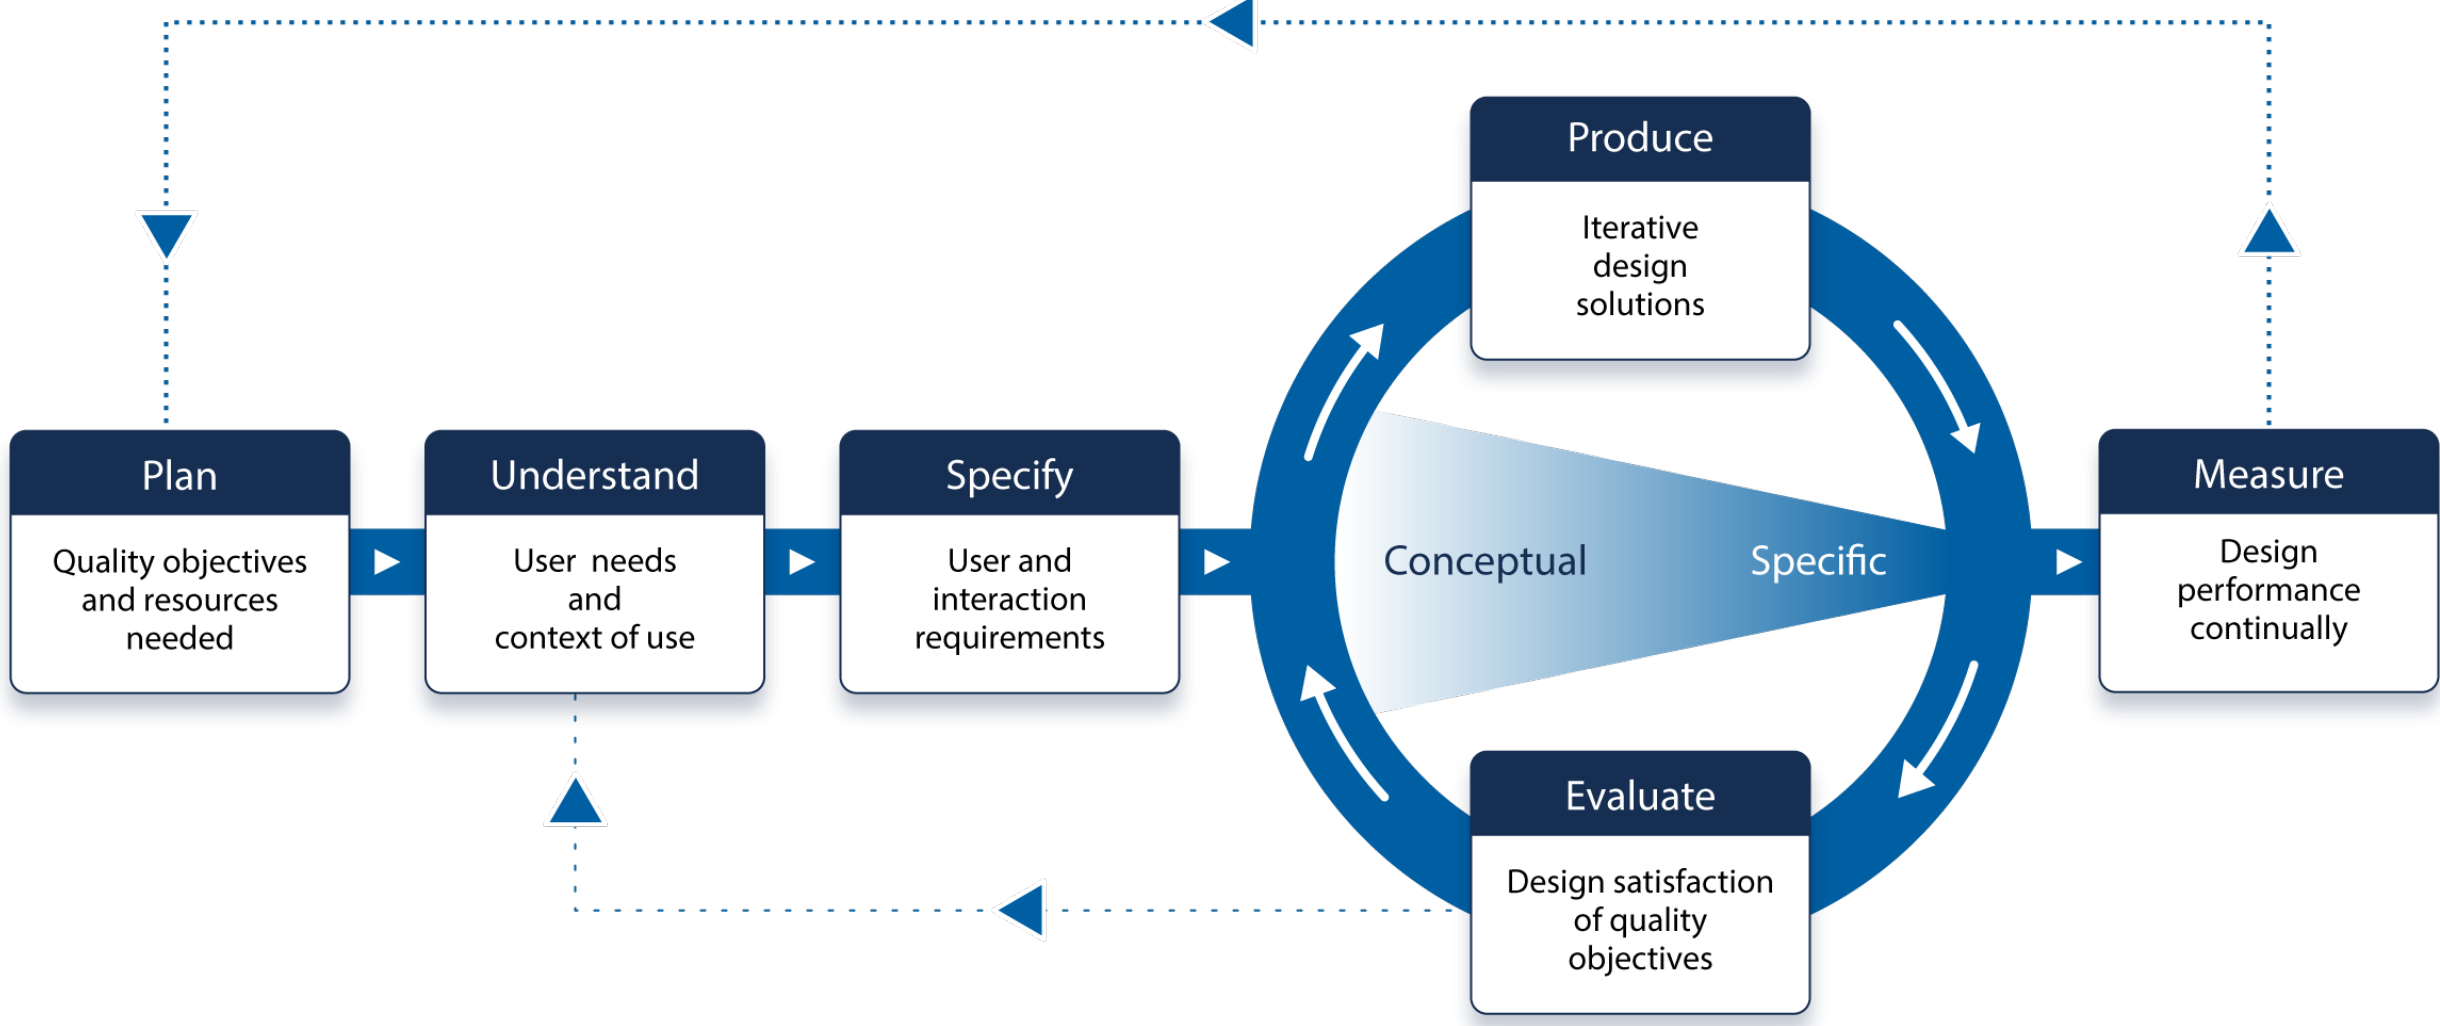 Produce
Iterative
design
solutions
Plan
Quality objectives
and resources
needed
Understand
User needs
and
context of use
Specify
User and
interaction
requirements
Conceptual
Specific
Measure
Design
performance
continually
Evaluate
Design satisfaction
of quality
objectives